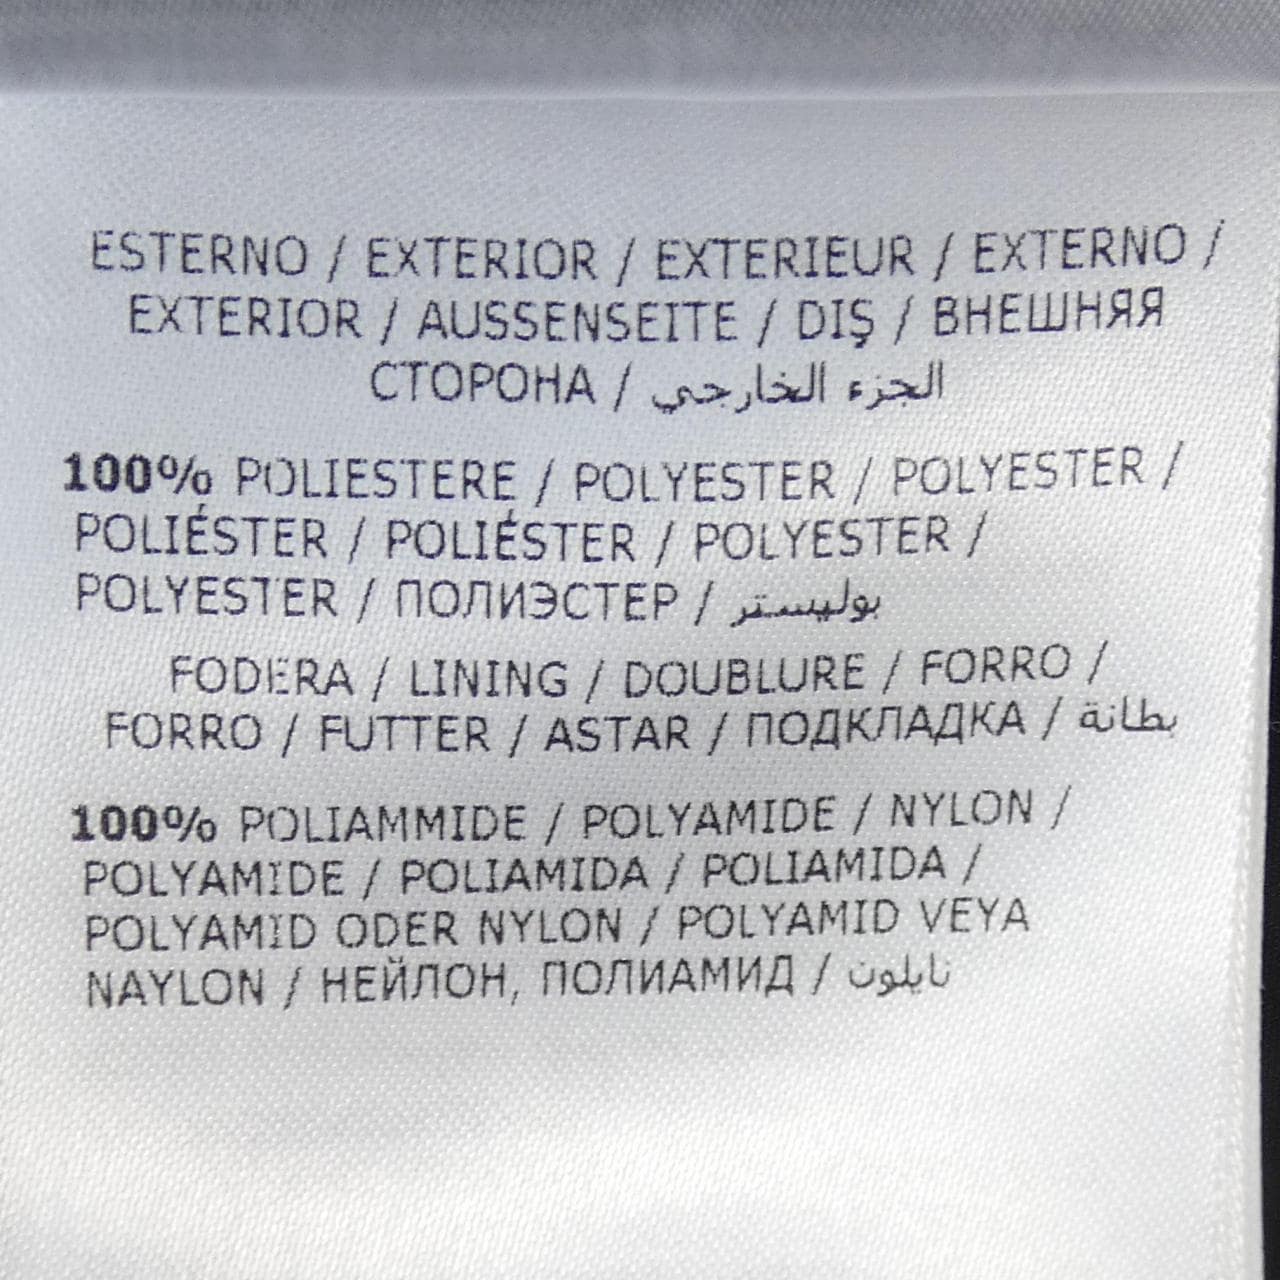 ESTERNO / EXTERIOR / EXTERIEUR / EXTERNO /
EXTERIOR / AUSSENSEITE / DIŞ / ВНЕШНЯЯ
СТОРОНА / الجزء الخارجي
100% POLIESTERE / POLYESTER / POLYESTER /
POLIÉSTER / POLIÉSTER / POLYESTER /
POLYESTER / ПОЛИЭСТЕР / بوليستر
FODERA / LINING / DOUBLURE / FORRO /
FORRO / FUTTER / ASTAR / ПОДКЛАДКА / بطانة
100% POLIAMMIDE / POLYAMIDE / NYLON /
POLYAMIDE / POLIAMIDA / POLIAMIDA /
POLYAMID ODER NYLON / POLYAMID VEYA
NAYLON / НЕЙЛОН, ПОЛИАМИД / نايلون